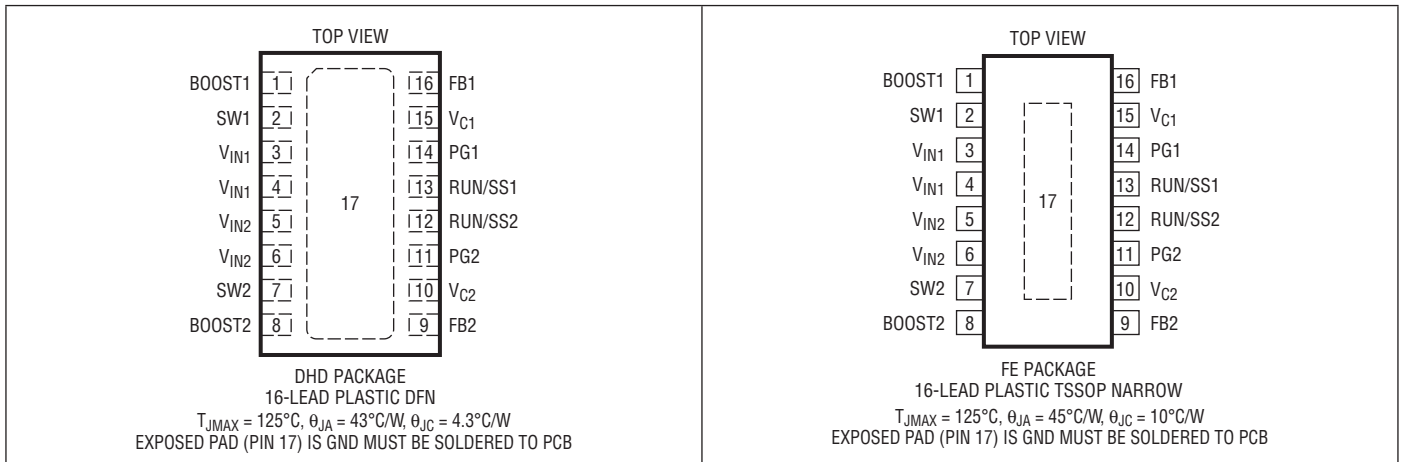 TOP VIEW
BOOST1 1 16 FB1
SW1 2 15 VC1
VIN1 3 14 PG1
VIN1 4 13 RUN/SS1
17
VIN2 5 12 RUN/SS2
VIN2 6 11 PG2
SW2 7 10 VC2
BOOST2 8 9 FB2
DHD PACKAGE
16-LEAD PLASTIC DFN
TJMAX = 125°C, θJA = 43°C/W, θJC = 4.3°C/W
EXPOSED PAD (PIN 17) IS GND MUST BE SOLDERED TO PCB
TOP VIEW
BOOST1 1 16 FB1
SW1 2 15 VC1
VIN1 3 14 PG1
VIN1 4 13 RUN/SS1
17
VIN2 5 12 RUN/SS2
VIN2 6 11 PG2
SW2 7 10 VC2
BOOST2 8 9 FB2
FE PACKAGE
16-LEAD PLASTIC TSSOP NARROW
TJMAX = 125°C, θJA = 45°C/W, θJC = 10°C/W
EXPOSED PAD (PIN 17) IS GND MUST BE SOLDERED TO PCB